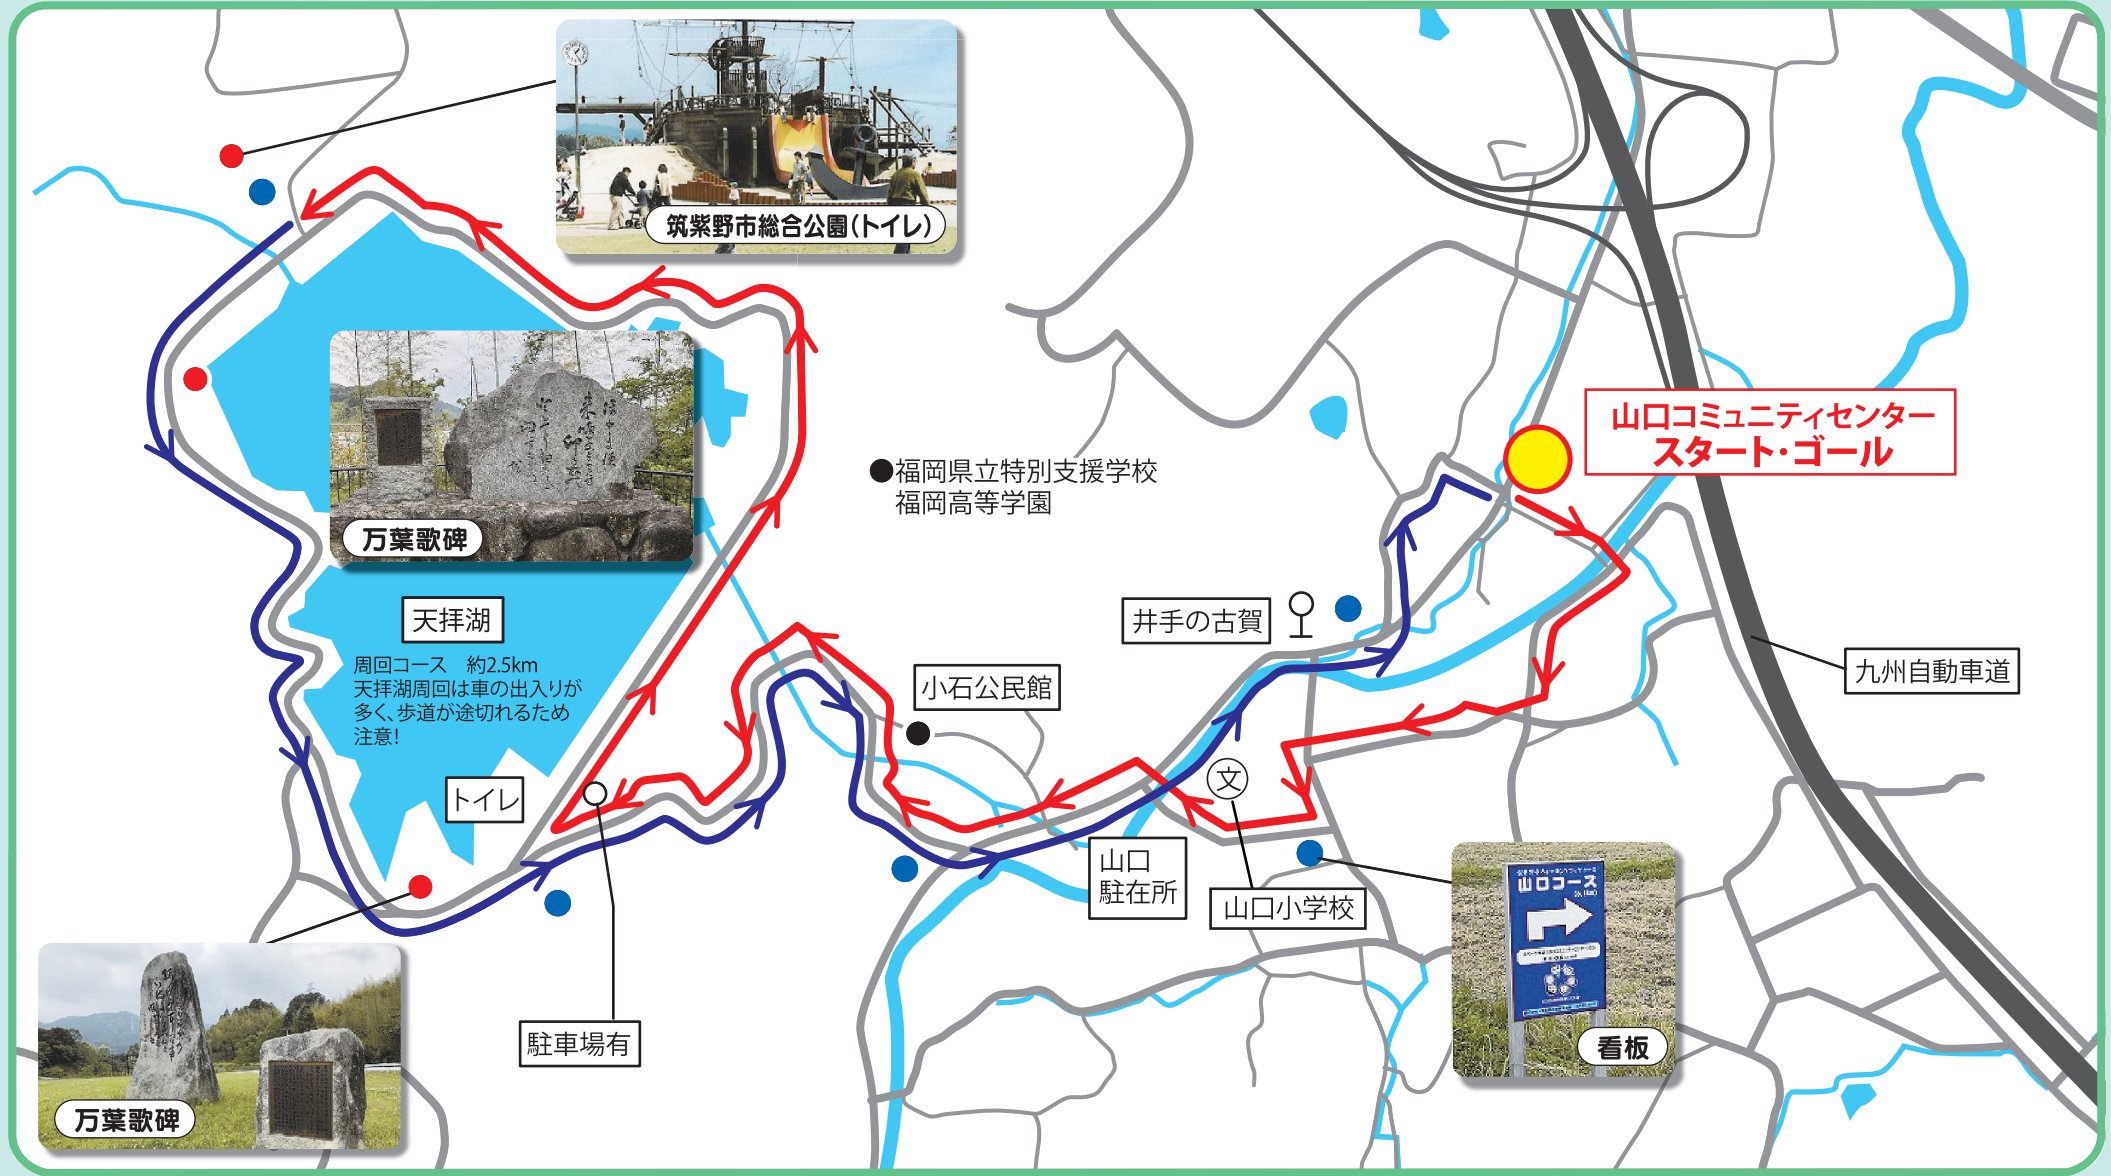 筑紫野市総合公園(トイレ)
万葉歌碑
山口コミュニティセンター
スタート・ゴール
●福岡県立特別支援学校
福岡高等学園
天拝湖
周回コース　約2.5km
天拝湖周回は車の出入りが
多く、歩道が途切れるため
注意!
井手の古賀
小石公民館
九州自動車道
トイレ
文
山口
駐在所
山口小学校
山口コース
看板
駐車場有
万葉歌碑